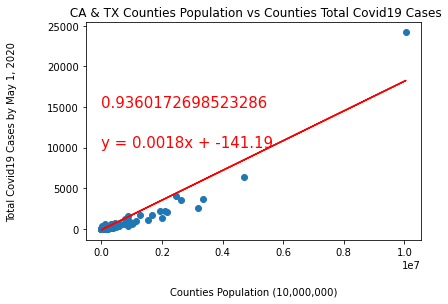 CA & TX Counties Population vs Counties Total Covid19 Cases
Total Covid19 Cases by May 1, 2020
25000
20000
15000
10000
5000
0
0.9360172698523286
y = 0.0018x + -141.19
0.0
0.2
0.4
0.6
0.8
1.0
1e7
Counties Population (10,000,000)